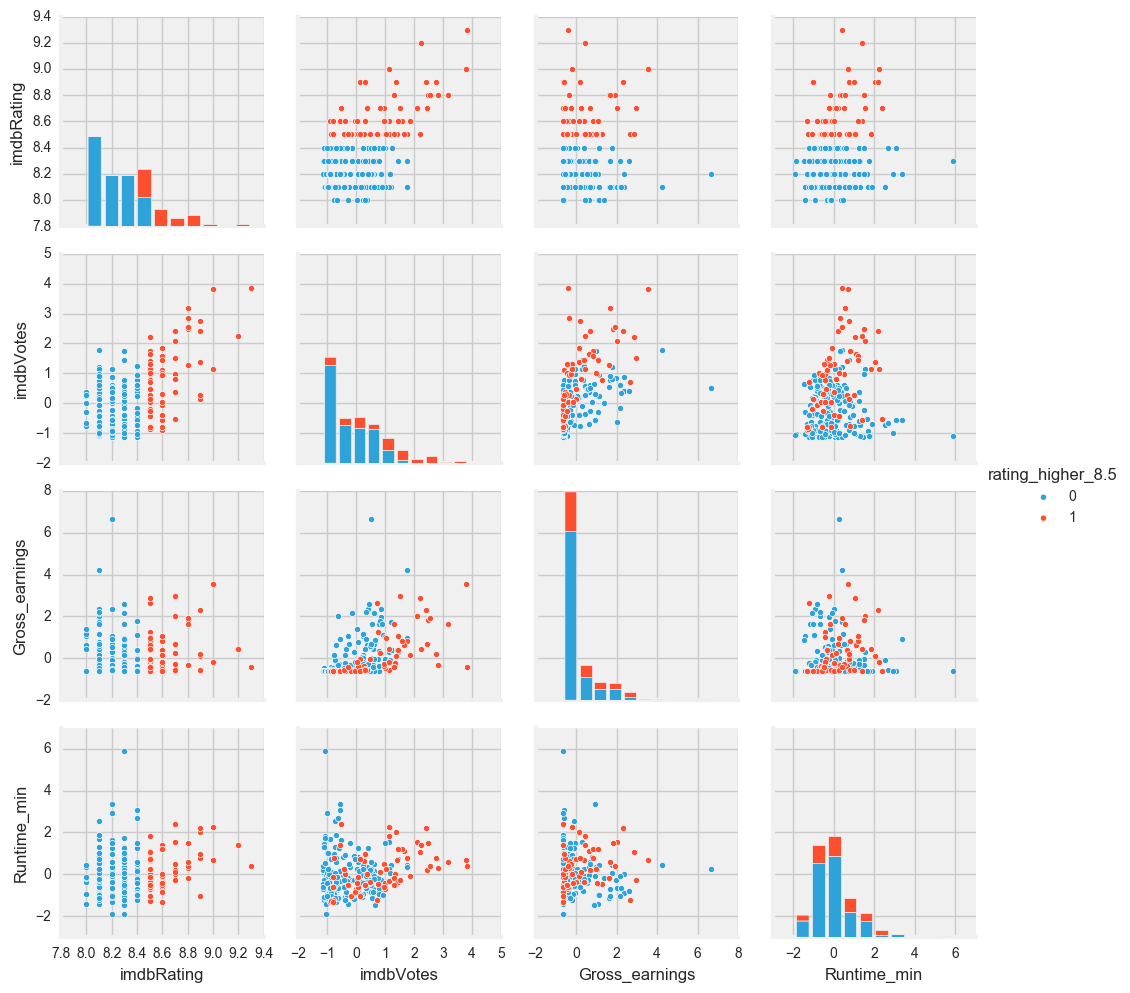 9.4
9.2
9.0
8.8
8.6
8.4
8.2
8.0
7.8
imdbRating
5
4
3
2
1
0
−1
−2
imdbVotes
8
6
4
2
0
−2
Gross_earnings
6
4
2
0
−2
Runtime_min
7.8 8.0 8.2 8.4 8.6 8.8 9.0 9.2 9.4
imdbRating
−2 −1 0 1 2 3 4 5
imdbVotes
−2 0 2 4 6 8
Gross_earnings
−2 0 2 4 6
Runtime_min
rating_higher_8.5
0
1